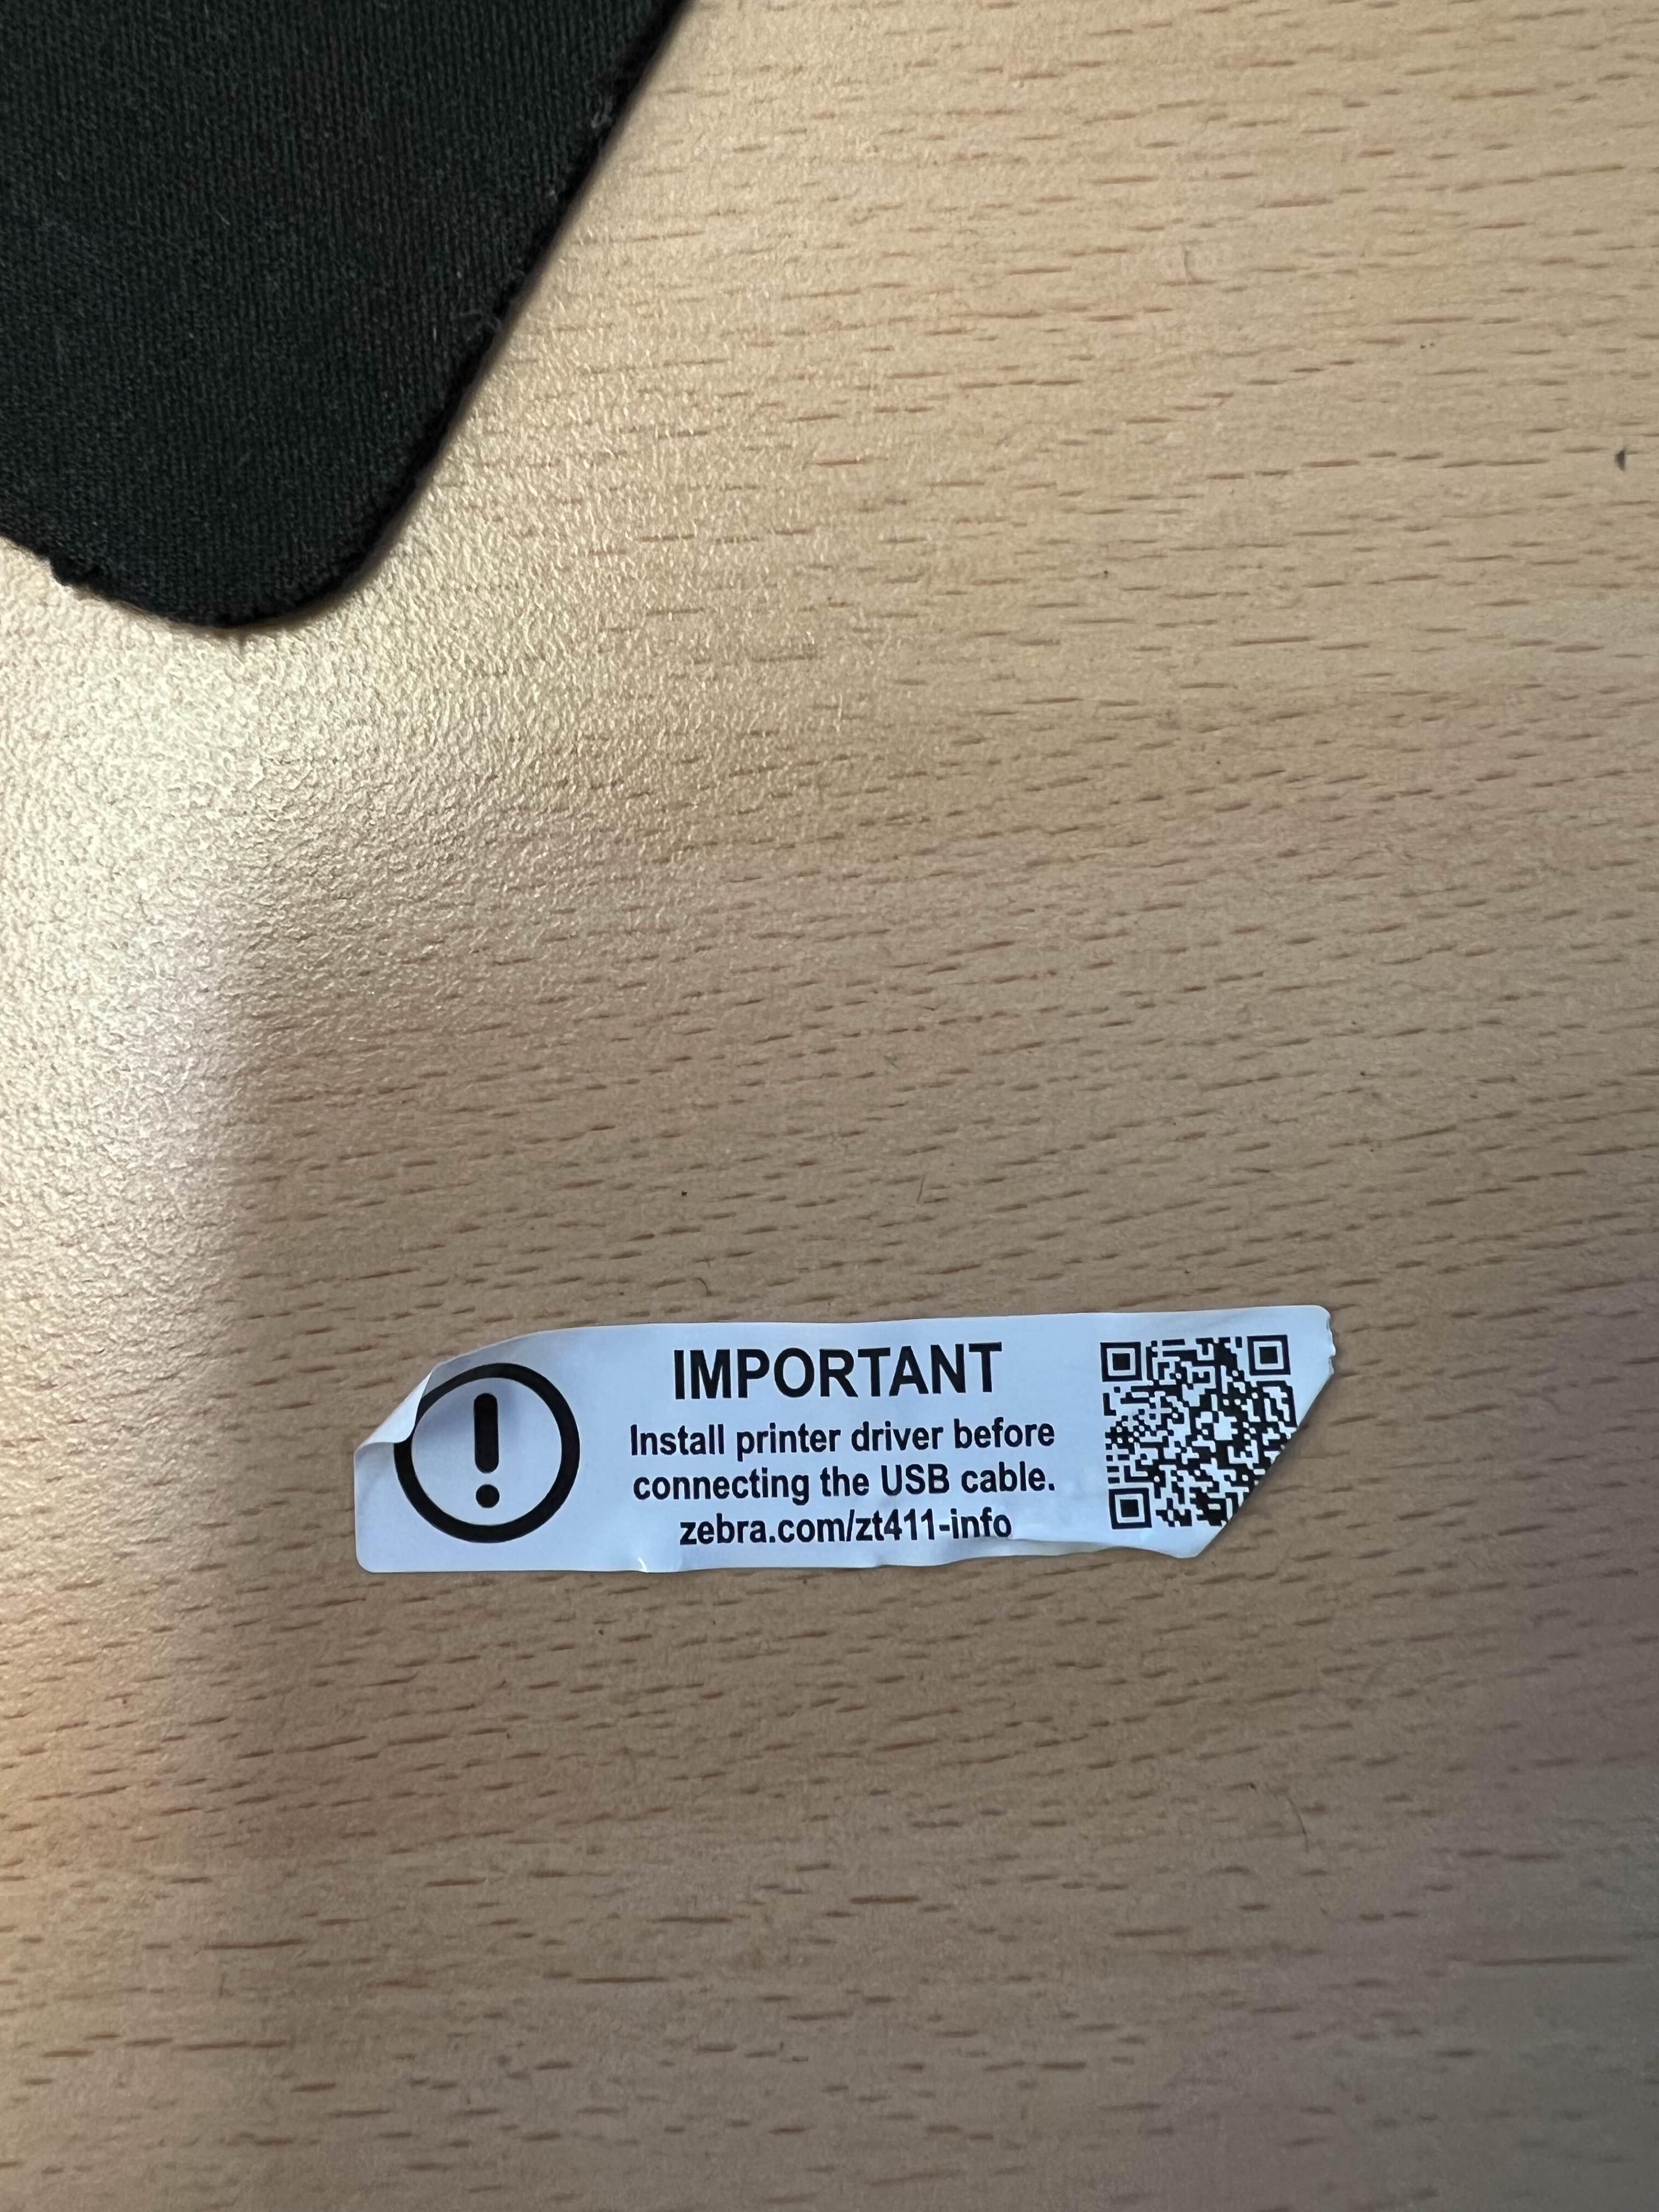 IMPORTANT
Install printer driver before
connecting the USB cable.
zebra.com/zt411-info